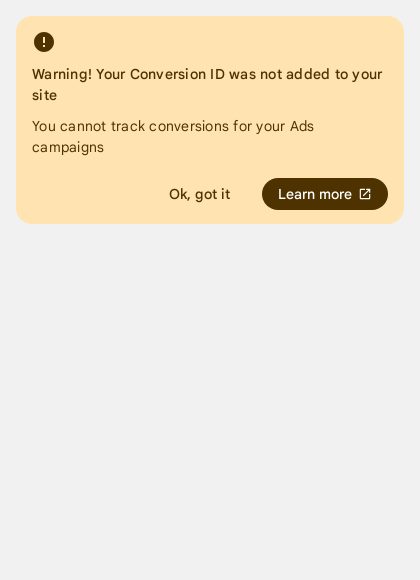 Warning! Your Conversion ID was not added to your
site
You cannot track conversions for your Ads
campaigns
Ok, got it
Learn more